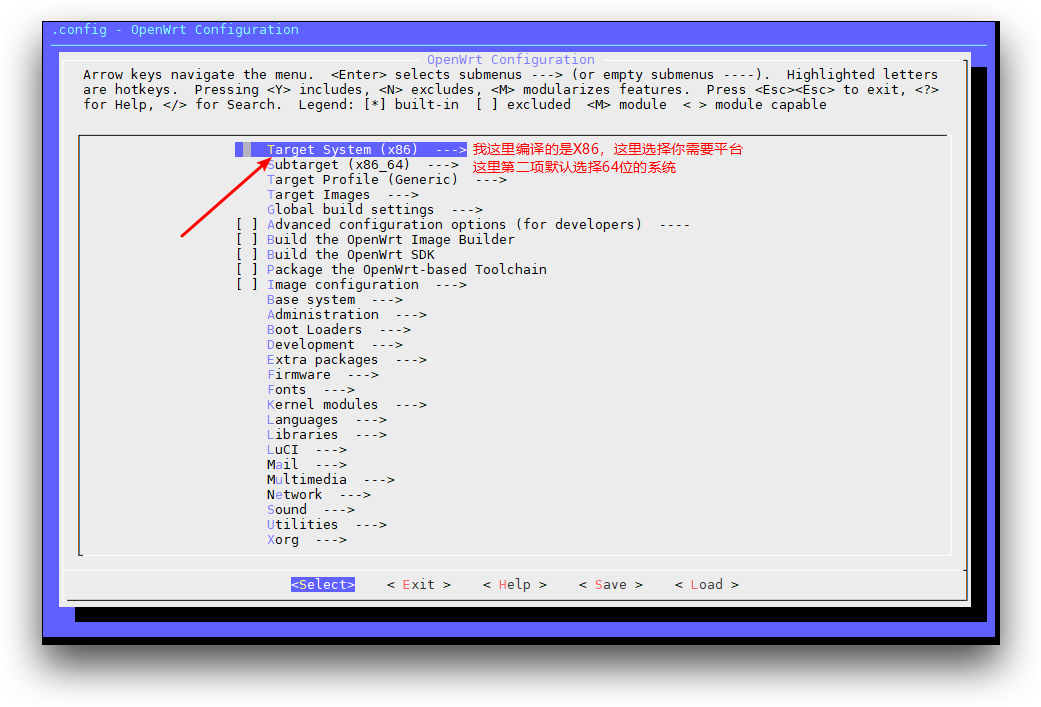 .config - OpenWrt Configuration
OpenWrt Configuration
Arrow keys navigate the menu.  <Enter> selects submenus ---> (or empty submenus ----).  Highlighted letters
are hotkeys.  Pressing <Y> includes, <N> excludes, <M> modularizes features.  Press <Esc><Esc> to exit, <?>
for Help, </> for Search.  Legend: [*] built-in  [ ] excluded  <M> module  < > module capable
Target System (x86)  ---> 我这里编译的是X86，这里选择你需要平台
Subtarget (x86_64)  ---> 这里第二项默认选择64位的系统
Target Profile (Generic)  --->
Target Images  --->
Global build settings  --->
[ ] Advanced configuration options (for developers)  ----
[ ] Build the OpenWrt Image Builder
[ ] Build the OpenWrt SDK
[ ] Package the OpenWrt-based Toolchain
[ ] Image configuration  --->
Base system  --->
Administration  --->
Boot Loaders  --->
Development  --->
Extra packages  --->
Firmware  --->
Fonts  --->
Kernel modules  --->
Languages  --->
Libraries  --->
LuCI  --->
Mail  --->
Multimedia  --->
Network  --->
Sound  --->
Utilities  --->
Xorg  --->
<Select>    < Exit >    < Help >    < Save >    < Load >